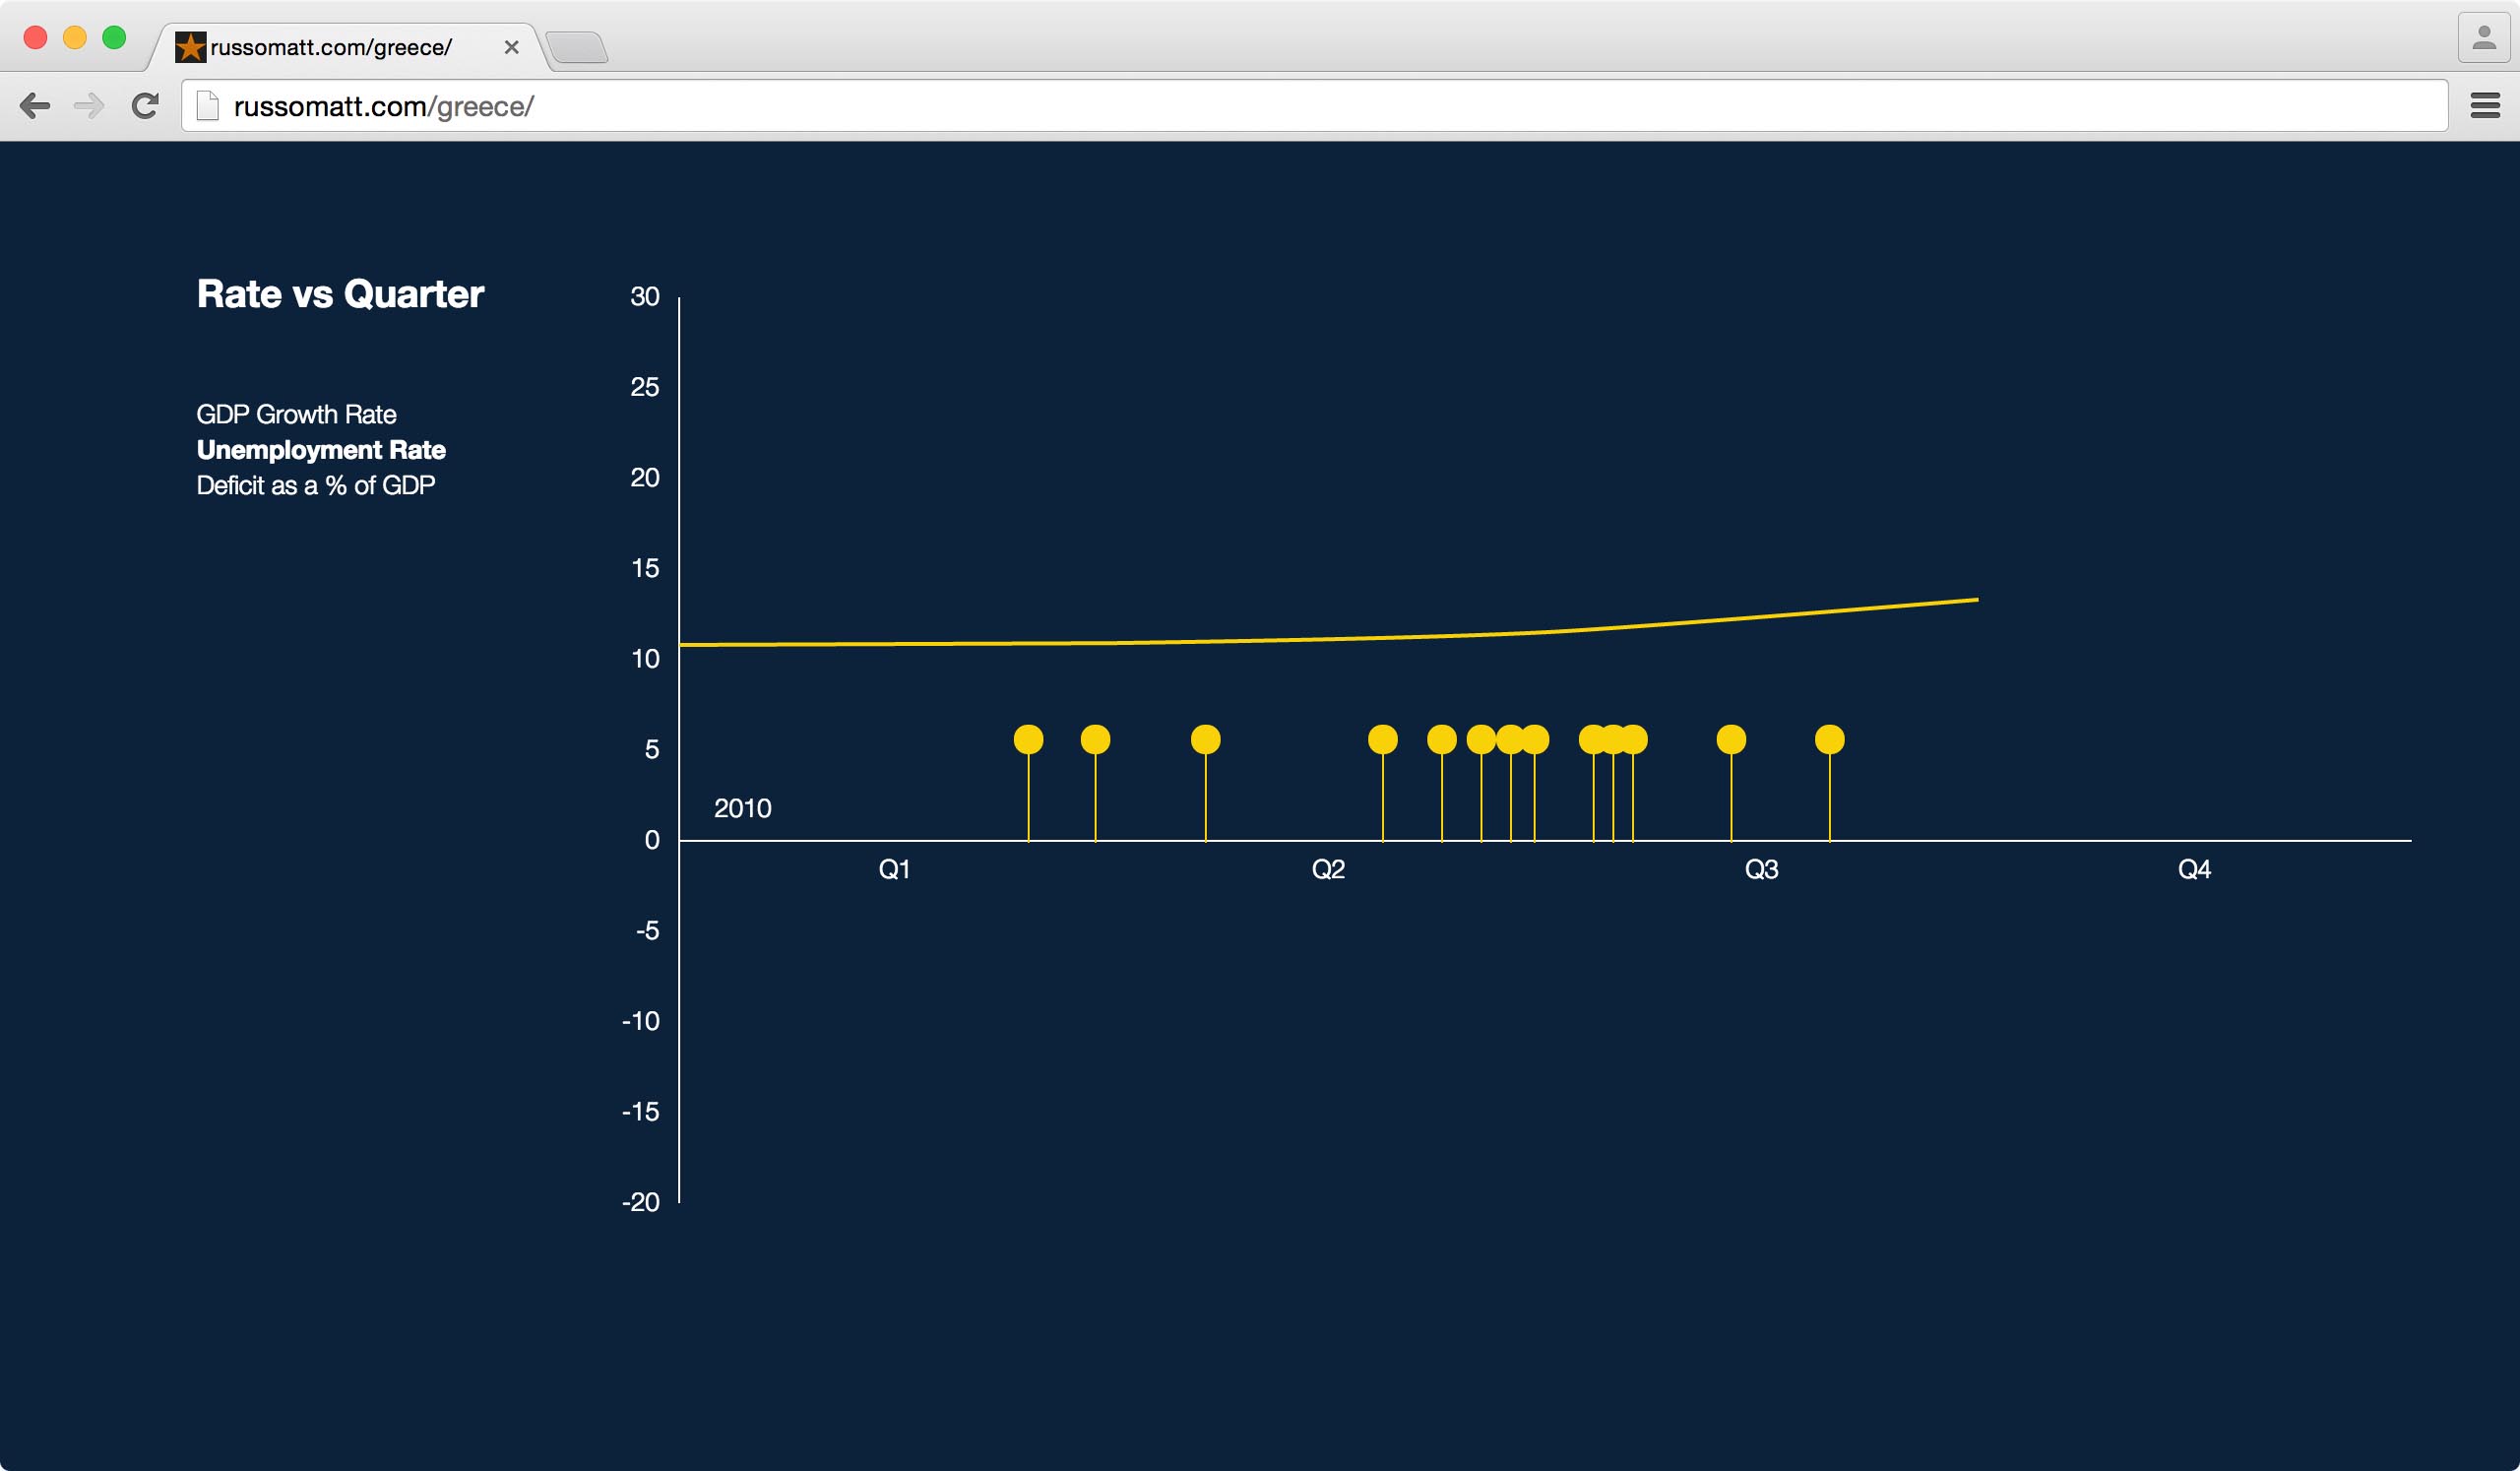 russomatt.com/greece/
russomatt.com/greece/
Rate vs Quarter
GDP Growth Rate
Unemployment Rate
Deficit as a % of GDP
30
25
20
15
10
5
2010
0
Q1 Q2 Q3 Q4
-5
-10
-15
-20